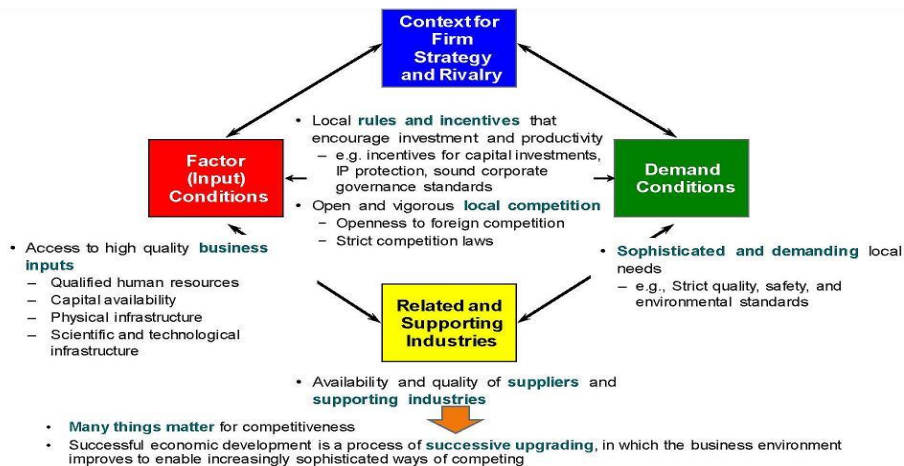 Context for
Firm
Strategy
and Rivalry
• Local rules and incentives that
encourage investment and productivity
– e.g. incentives for capital investments,
IP protection, sound corporate
governance standards
• Open and vigorous local competition
– Openness to foreign competition
– Strict competition laws
Factor
(Input)
Conditions
Demand
Conditions
• Access to high quality business
inputs
– Qualified human resources
– Capital availability
– Physical infrastructure
– Scientific and technological
infrastructure
• Sophisticated and demanding local
needs
– e.g., Strict quality, safety, and
environmental standards
Related and
Supporting
Industries
• Availability and quality of suppliers and
supporting industries
• Many things matter for competitiveness
• Successful economic development is a process of successive upgrading, in which the business environment
improves to enable increasingly sophisticated ways of competing